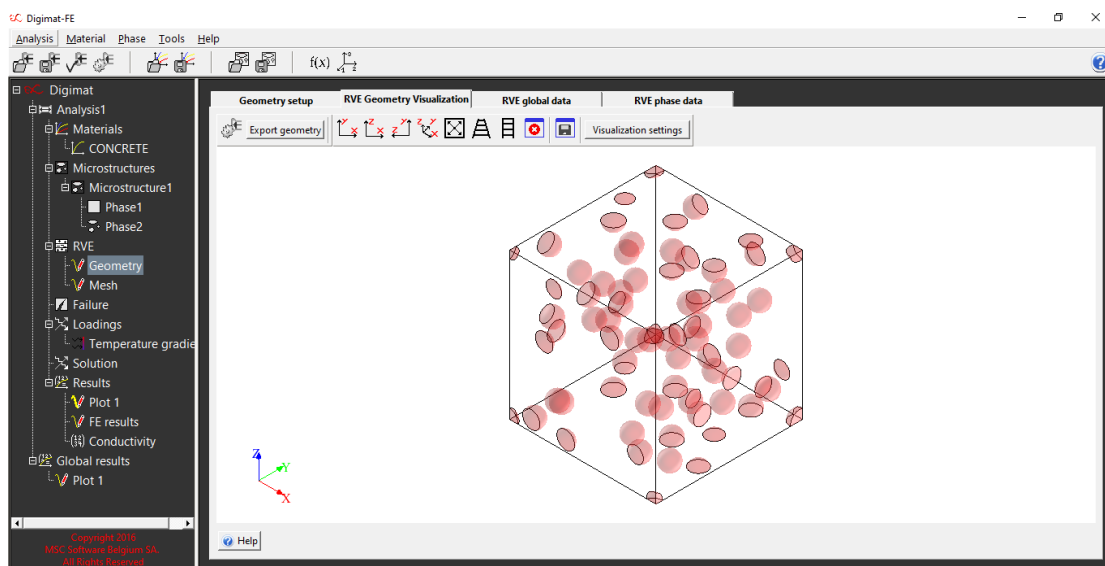 Digimat-FE
Analysis Material Phase Tools Help
f(x)
Digimat
Analysis1
Materials
CONCRETE
Microstructures
Microstructure1
Phase1
Phase2
RVE
Geometry
Mesh
Failure
Loadings
Temperature gradie
Solution
Results
Plot 1
FE results
Conductivity
Global results
Plot 1
Copyright 2016
MSC Software Belgium SA.
All Rights Reserved
Geometry setup RVE Geometry Visualization RVE global data RVE phase data
Export geometry Visualization settings
Z
Y
X
Help